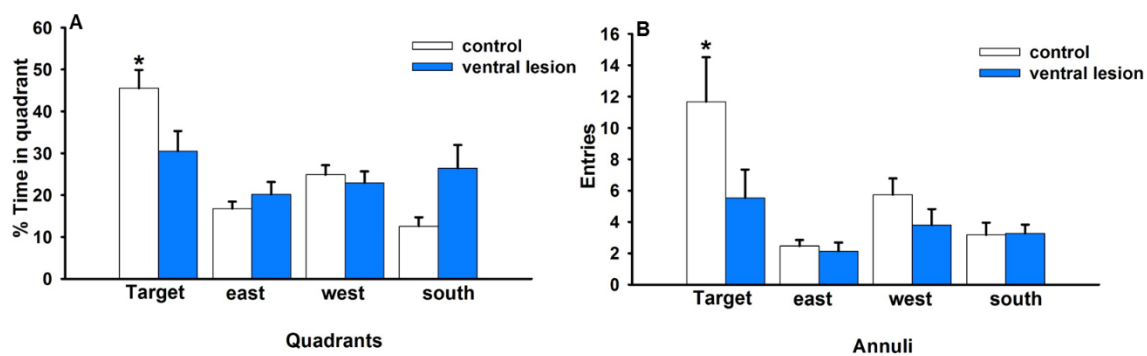 A
60
50
40
30
20
10
0
% Time in quadrant
*
control
ventral lesion
Target east west south
Quadrants
B
16
14
12
10
8
6
4
2
0
Entries
*
control
ventral lesion
Target east west south
Annuli